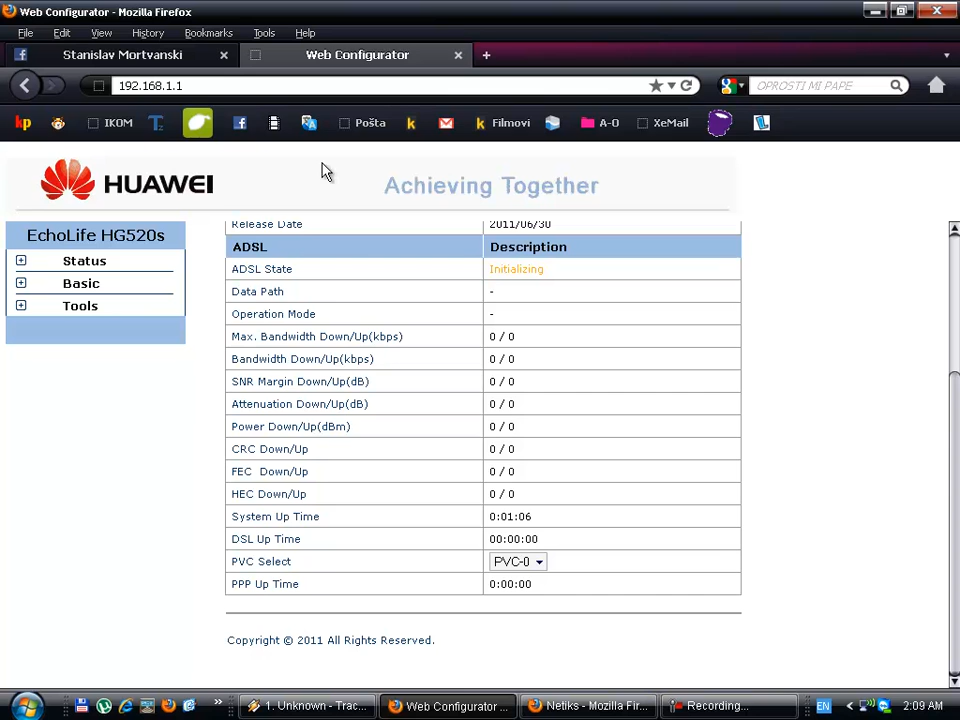 Web Configurator - Mozilla Firefox
File Edit View History Bookmarks Tools Help
Stanislav Mortvanski Web Configurator
192.168.1.1 OPROSTI MI PAPE
kp IKOM Pošta k k Filmovi A-O XeMail
HUAWEI Achieving Together
EchoLife HG520s
Status
Basic
Tools
Release Date 2011/06/30
ADSL Description
ADSL State Initializing
Data Path -
Operation Mode -
Max. Bandwidth Down/Up(kbps) 0 / 0
Bandwidth Down/Up(kbps) 0 / 0
SNR Margin Down/Up(dB) 0 / 0
Attenuation Down/Up(dB) 0 / 0
Power Down/Up(dBm) 0 / 0
CRC Down/Up 0 / 0
FEC Down/Up 0 / 0
HEC Down/Up 0 / 0
System Up Time 0:01:06
DSL Up Time 00:00:00
PVC Select PVC-0
PPP Up Time 0:00:00
Copyright © 2011 All Rights Reserved.
1. Unknown - Trac... Web Configurator ... Netiks - Mozilla Fir... Recording... EN 2:09 AM